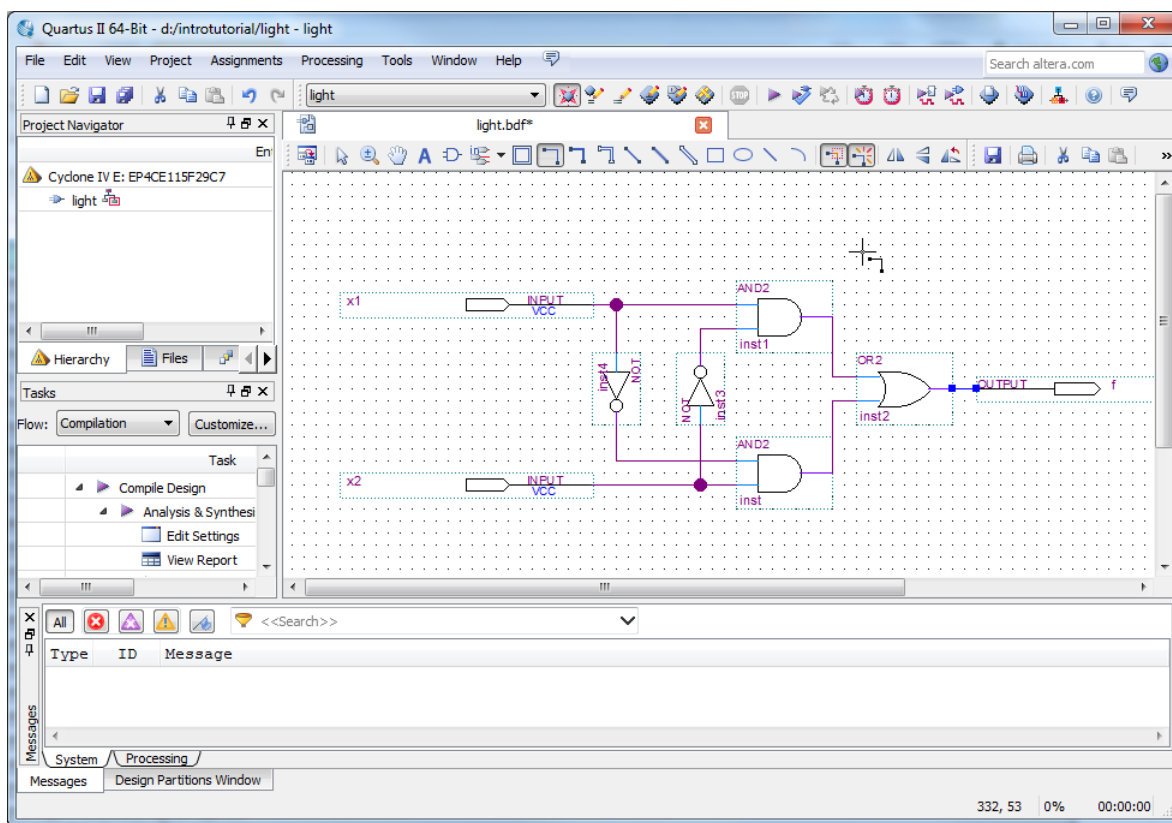 Quartus II 64-Bit - d:/introtutorial/light - light
File Edit View Project Assignments Processing Tools Window Help
Search altera.com
light
STOP
Project Navigator
light.bdf*
Ent
A
Cyclone IV E: EP4CE115F29C7
light
x1
INPUT
VCC
AND2
inst1
Hierarchy
Files
inst4
NOT
NOT
inst3
OR2
inst2
OUTPUT
f
Tasks
Flow: Compilation Customize...
Task
Compile Design
Analysis & Synthesi
Edit Settings
View Report
AND2
inst
x2
INPUT
VCC
All
<<Search>>
Type ID Message
Messages
System Processing
Messages Design Partitions Window
332, 53 0% 00:00:00